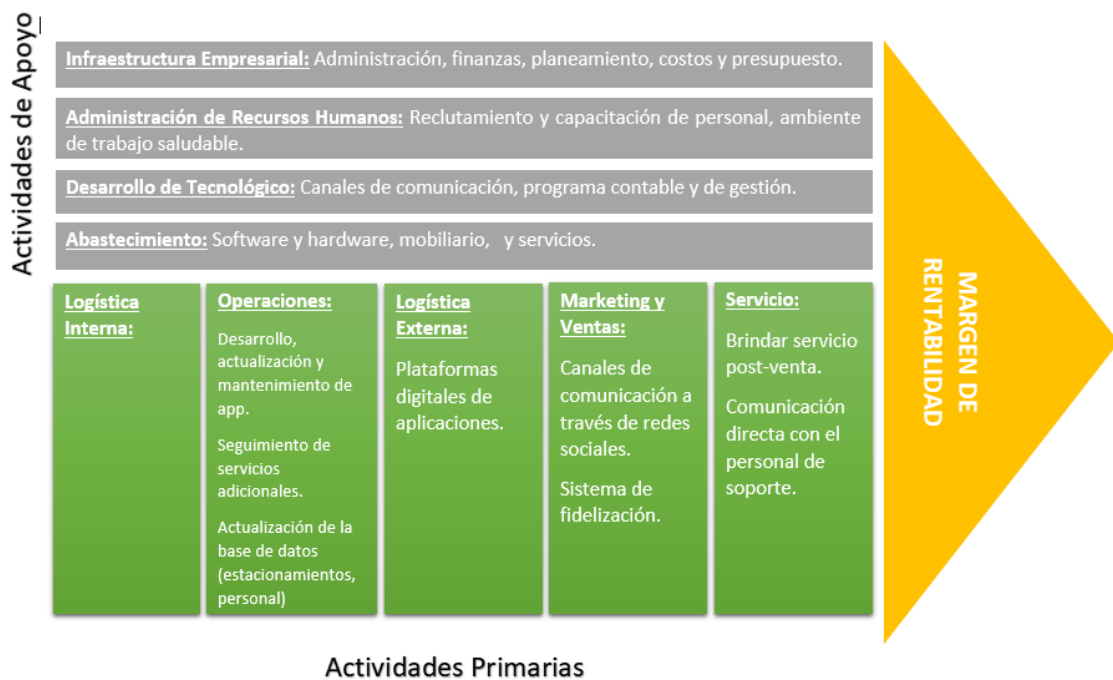 Actividades de Apoyo
Infraestructura Empresarial: Administración, finanzas, planeamiento, costos y presupuesto.
Administración de Recursos Humanos: Reclutamiento y capacitación de personal, ambiente
de trabajo saludable.
Desarrollo de Tecnológico: Canales de comunicación, programa contable y de gestión.
Abastecimiento: Software y hardware, mobiliario, y servicios.
Logística
Interna:
Operaciones:
Desarrollo,
actualización y
mantenimiento de
app.
Seguimiento de
servicios
adicionales.
Actualización de la
base de datos
(estacionamientos,
personal)
Logística
Externa:
Plataformas
digitales de
aplicaciones.
Marketing y
Ventas:
Canales de
comunicación a
través de redes
sociales.
Sistema de
fidelización.
Servicio:
Brindar servicio
post-venta.
Comunicación
directa con el
personal de
soporte.
MARGEN DE
RENTABILIDAD
Actividades Primarias